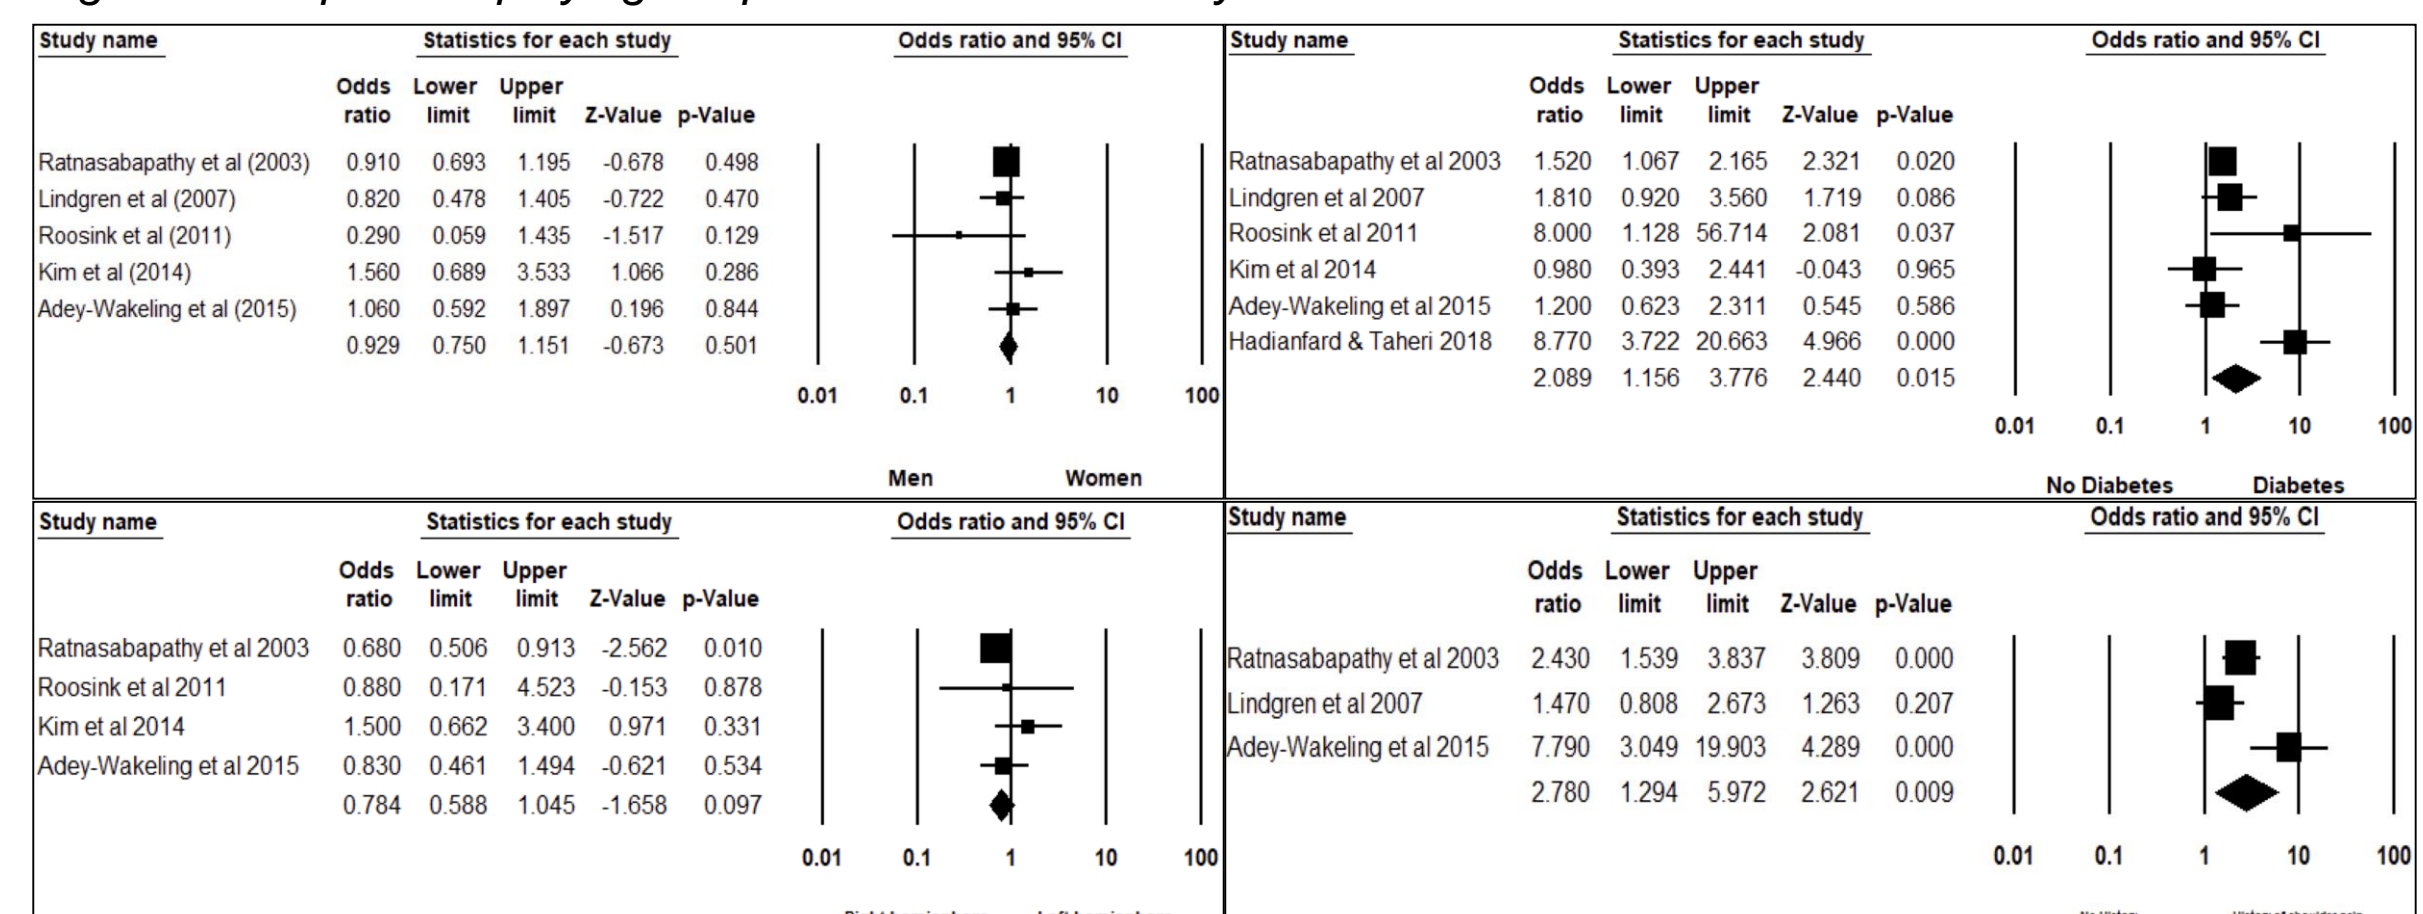 Study name Statistics for each study Odds ratio and 95% CI
Odds Lower Upper
ratio limit limit Z-Value p-Value
Ratnasabapathy et al (2003) 0.910 0.693 1.195 -0.678 0.498
Lindgren et al (2007) 0.820 0.478 1.405 -0.722 0.470
Roosink et al (2011) 0.290 0.059 1.435 -1.517 0.129
Kim et al (2014) 1.560 0.689 3.533 1.066 0.286
Adey-Wakeling et al (2015) 1.060 0.592 1.897 0.196 0.844
0.929 0.750 1.151 -0.673 0.501
0.01 0.1 1 10 100
Men Women
Study name Statistics for each study Odds ratio and 95% CI
Odds Lower Upper
ratio limit limit Z-Value p-Value
Ratnasabapathy et al 2003 1.520 1.067 2.165 2.321 0.020
Lindgren et al 2007 1.810 0.920 3.560 1.719 0.086
Roosink et al 2011 8.000 1.128 56.714 2.081 0.037
Kim et al 2014 0.980 0.393 2.441 -0.043 0.965
Adey-Wakeling et al 2015 1.200 0.623 2.311 0.545 0.586
Hadianfard & Taheri 2018 8.770 3.722 20.663 4.966 0.000
2.089 1.156 3.776 2.440 0.015
0.01 0.1 1 10 100
No Diabetes Diabetes
Study name Statistics for each study Odds ratio and 95% CI
Odds Lower Upper
ratio limit limit Z-Value p-Value
Ratnasabapathy et al 2003 0.680 0.506 0.913 -2.562 0.010
Roosink et al 2011 0.880 0.171 4.523 -0.153 0.878
Kim et al 2014 1.500 0.662 3.400 0.971 0.331
Adey-Wakeling et al 2015 0.830 0.461 1.494 -0.621 0.534
0.784 0.588 1.045 -1.658 0.097
0.01 0.1 1 10 100
Study name Statistics for each study Odds ratio and 95% CI
Odds Lower Upper
ratio limit limit Z-Value p-Value
Ratnasabapathy et al 2003 2.430 1.539 3.837 3.809 0.000
Lindgren et al 2007 1.470 0.808 2.673 1.263 0.207
Adey-Wakeling et al 2015 7.790 3.049 19.903 4.289 0.000
2.780 1.294 5.972 2.621 0.009
0.01 0.1 1 10 100